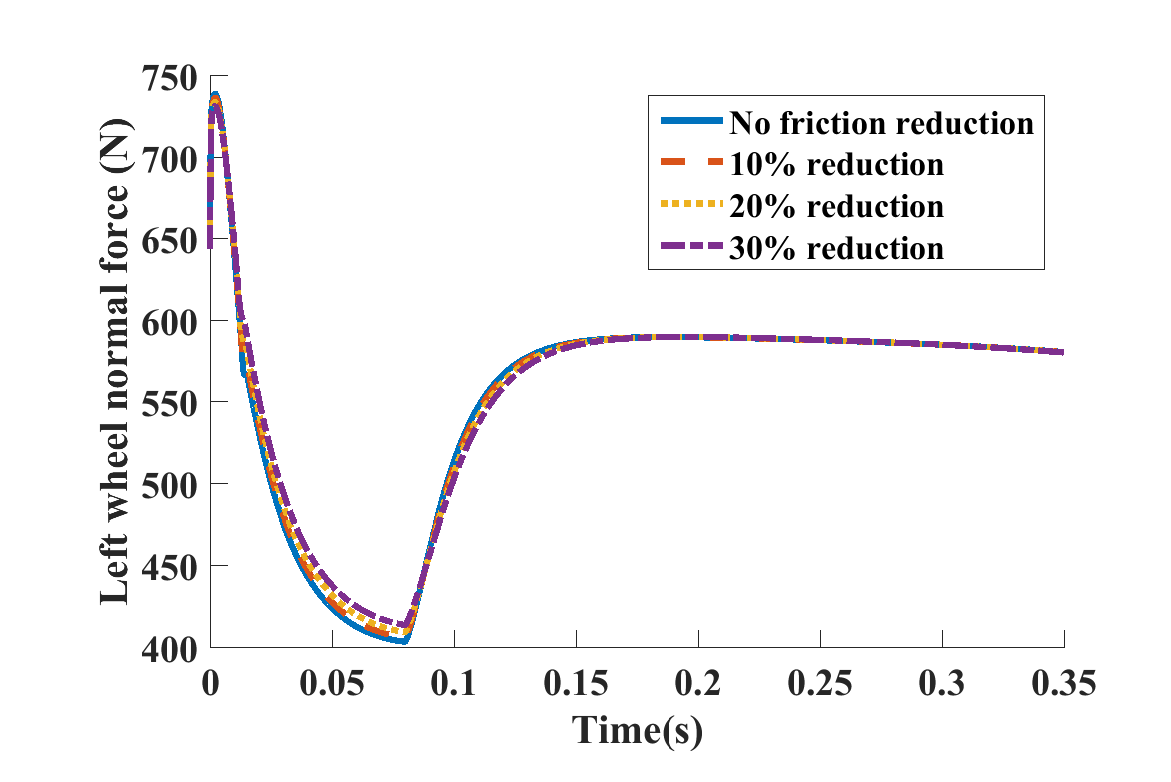 750
700
650
600
550
500
450
400
Left wheel normal force (N)
No friction reduction
10% reduction
20% reduction
30% reduction
0
0.05
0.1
0.15
0.2
0.25
0.3
0.35
Time(s)